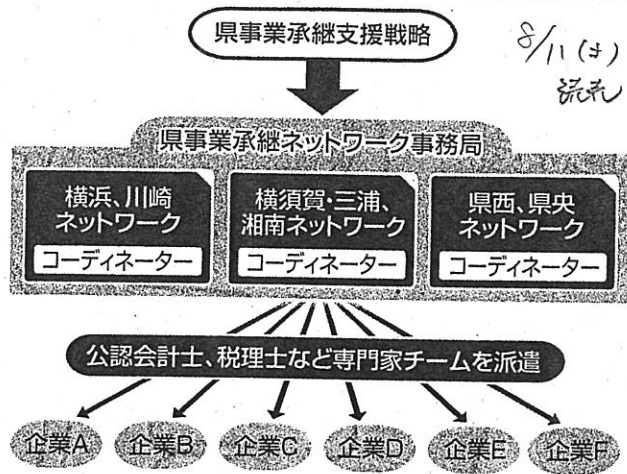 県事業承継支援戦略
8/11(土)
読売
県事業承継ネットワーク事務局
横浜、川崎
ネットワーク
コーディネーター
横須賀・三浦、
湘南ネットワーク
コーディネーター
県西、県央
ネットワーク
コーディネーター
公認会計士、税理士など専門家チームを派遣
企業A
企業B
企業C
企業D
企業E
企業F